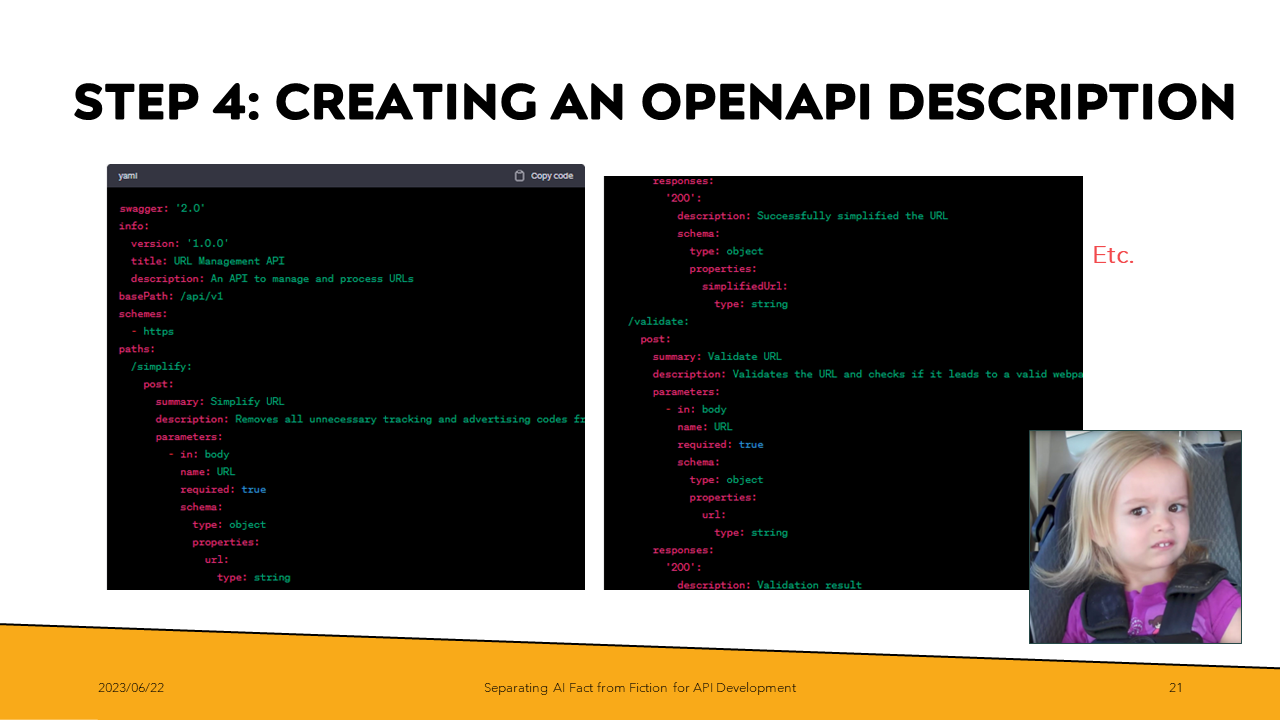 STEP 4: CREATING AN OPENAPI DESCRIPTION
yaml
Copy code
swagger: '2.0'
info:
version: '1.0.0'
title: URL Management API
description: An API to manage and process URLs
basePath: /api/v1
schemes:
- https
paths:
/simplify:
post:
summary: Simplify URL
description: Removes all unnecessary tracking and advertising codes fr
parameters:
- in: body
name: URL
required: true
schema:
type: object
properties:
url:
type: string
responses:
'200':
description: Successfully simplified the URL
schema:
type: object
properties:
simplifiedUrl:
type: string
/validate:
post:
summary: Validate URL
description: Validates the URL and checks if it leads to a valid webpa
parameters:
- in: body
name: URL
required: true
schema:
type: object
properties:
url:
type: string
responses:
'200':
description: Validation result
Etc.
2023/06/22
Separating AI Fact from Fiction for API Development
21